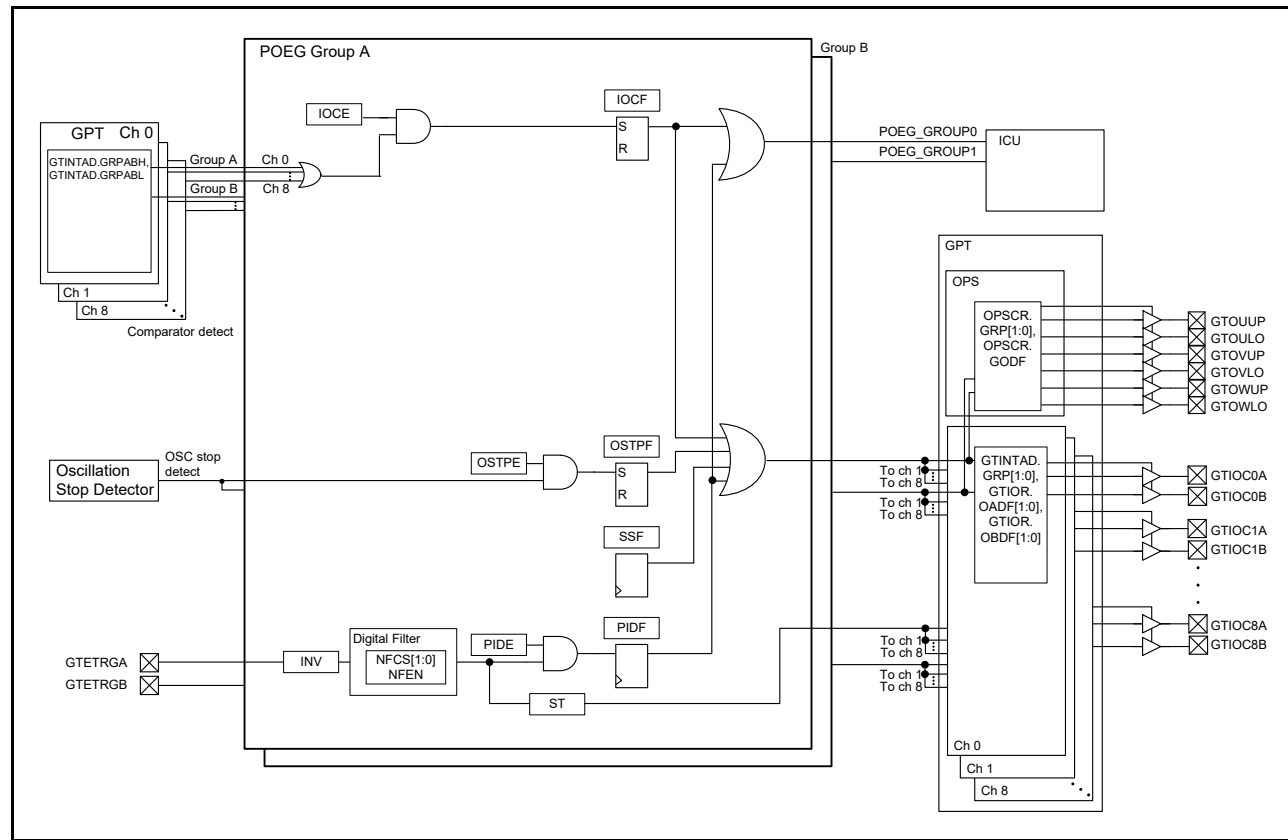 POEG Group A
Group B
IOCE
IOCF
S
R
GPT Ch 0
GTINTAD.GRPABH,
GTINTAD.GRPABL
Group A
Group B
Ch 0
Ch 8
Ch 1
Ch 8
Comparator detect
POEG_GROUP0
POEG_GROUP1
ICU
GPT
OPS
OPSCR.
GRP[1:0],
OPSCR.
GODF
GTOUUP
GTOULO
GTOVUP
GTOVLO
GTOWUP
GTOWLO
Oscillation
Stop Detector
OSC stop
detect
OSTPE
OSTPF
S
R
SSF
To ch 1
To ch 8
To ch 1
To ch 8
GTINTAD.
GRP[1:0],
GTIOR.
OADF[1:0],
GTIOR.
OBDF[1:0]
GTIOC0A
GTIOC0B
GTIOC1A
GTIOC1B
GTIOC8A
GTIOC8B
GTETRGA
GTETRGB
INV
Digital Filter
NFCS[1:0]
NFEN
PIDE
PIDF
ST
To ch 1
To ch 8
To ch 1
To ch 8
Ch 0
Ch 1
Ch 8